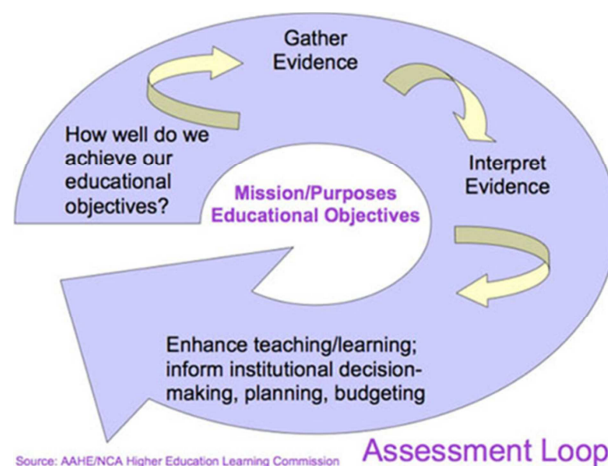 Gather
Evidence
How well do we
achieve our
educational
objectives?
Interpret
Evidence
Mission/Purposes
Educational Objectives
Enhance teaching/learning;
inform institutional decision-
making, planning, budgeting
Source: AAHE/NCA Higher Education Learning Commission
Assessment Loop